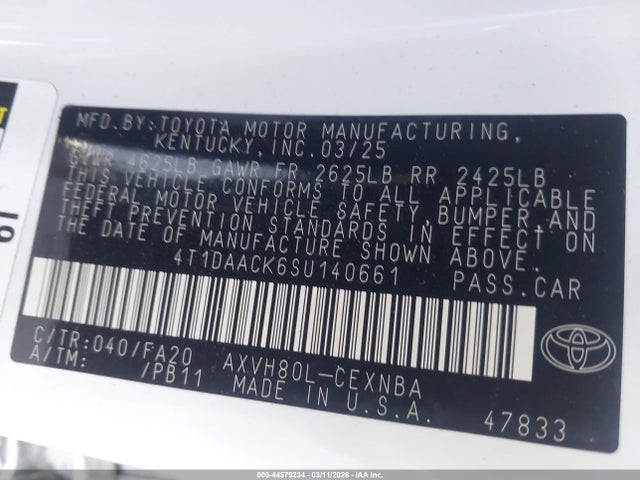 MFD.BY:TOYOTA MOTOR MANUFACTURING,
KENTUCKY,INC.03/25
GVWR 4625LB GAWR FR 2625LB RR 2425LB
THIS VEHICLE CONFORMS TO ALL APPLICABLE
FEDERAL MOTOR VEHICLE SAFETY,BUMPER,AND
THEFT PREVENTION STANDARDS IN EFFECT ON
THE DATE OF MANUFACTURE SHOWN ABOVE.
4T1DAACK6SU140661 PASS.CAR
C/TR:040/FA20 AXVH80L-CEXNBA
A/TM: /PB11 MADE IN U.S.A.
47833
TOYOTA
000-44579234 - 03/11/2026 - IAA Inc.